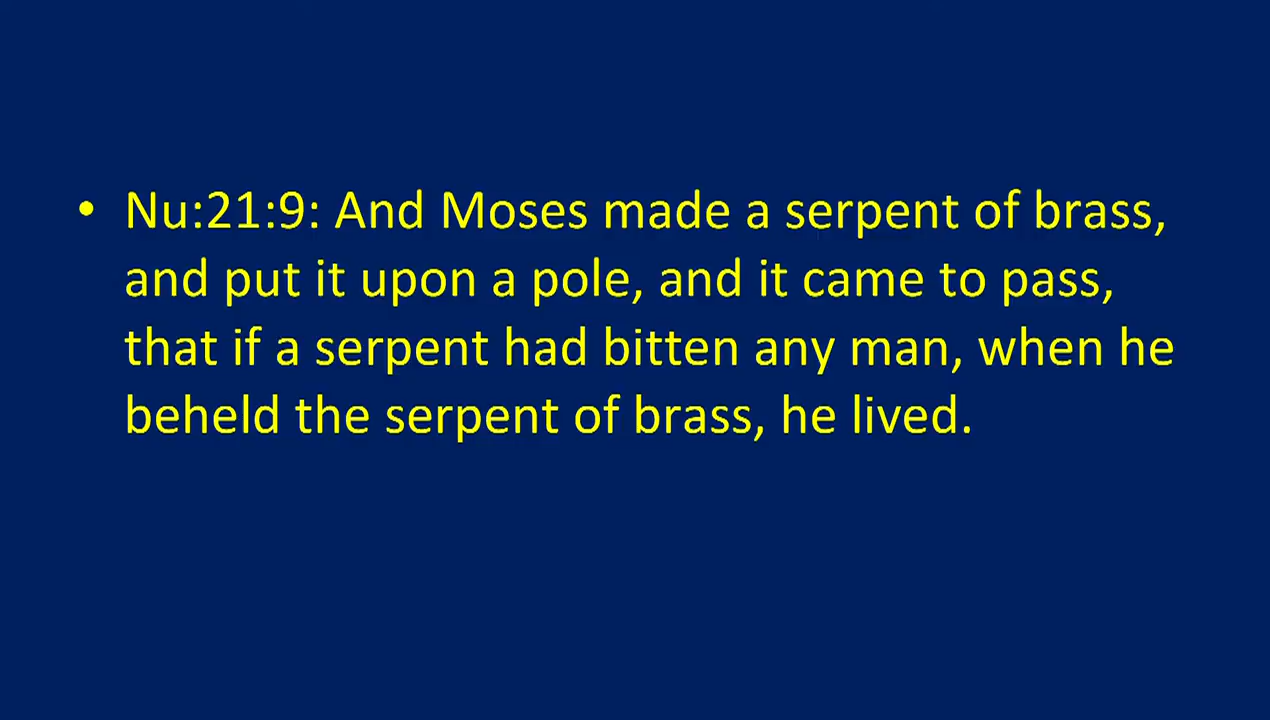 • Nu:21:9: And Moses made a serpent of brass,
and put it upon a pole, and it came to pass,
that if a serpent had bitten any man, when he
beheld the serpent of brass, he lived.